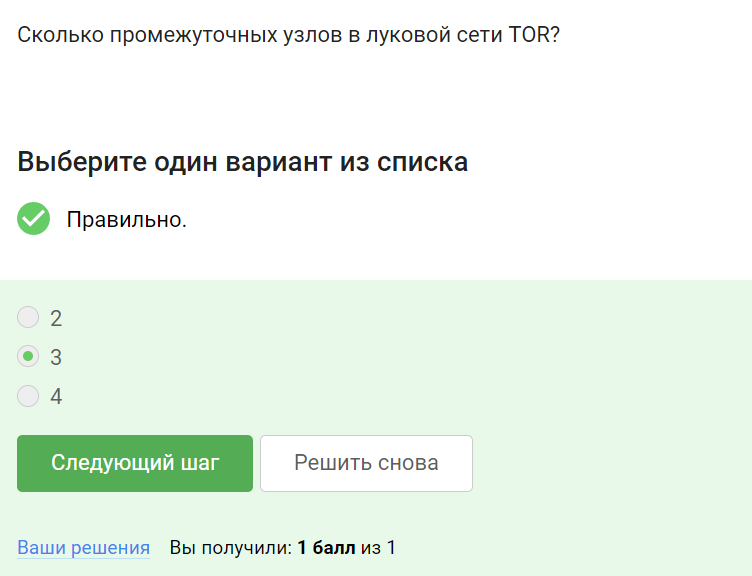 Сколько промежуточных узлов в луковой сети TOR?
Выберите один вариант из списка
Правильно.
2
3
4
Следующий шаг
Решить снова
Ваши решения Вы получили: 1 балл из 1